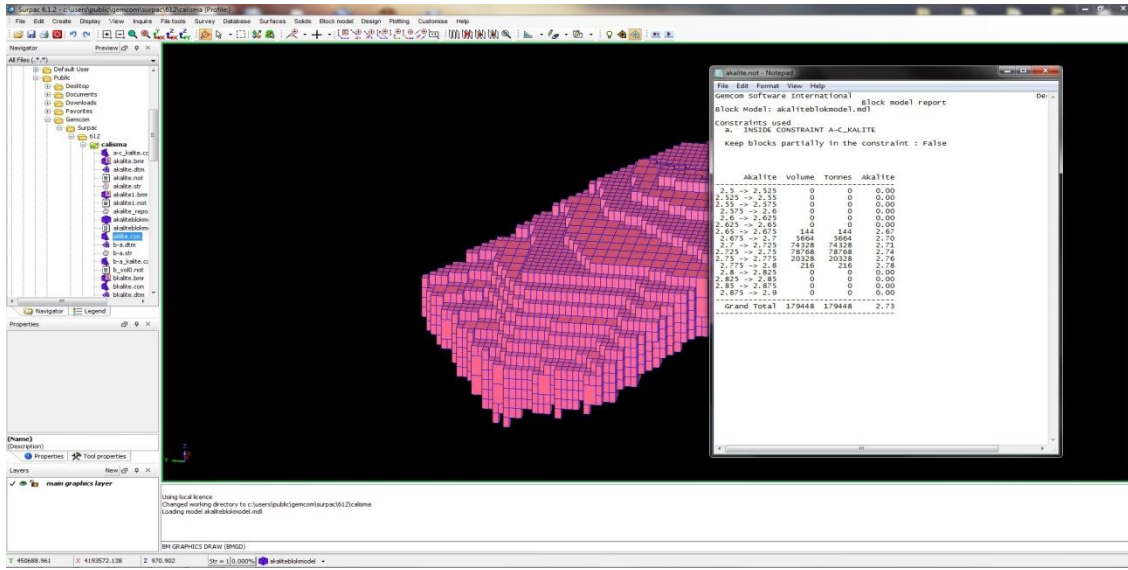 Surpac 6.1.2 - c:\users\public\gemcom\surpac\612\calisma (Profile:)
File Edit Create Display View Inquire File tools Survey Database Surfaces Solids Block model Design Plotting Customise Help
Navigator Preview
All Files (*.*)
Default User
Public
Desktop
Documents
Downloads
Favorites
Gemcom
Surpac
612
calisma
a-c_kalite.cc
akalite.bmr
akalite.dtm
akalite.not
akalite.str
akalite1.bmr
akalite1.not
akalite_repo
akaliteblokm
akaliteblokm
b-a.dtm
b-a.str
b-a_kalite.cc
b_vol0.not
bkalite.bmr
bkalite.con
bkalite.dtm
Navigator Legend
Properties
(Name)
(Description)
Properties Tool properties
Layers New
main graphics layer
Z
Y
akalite.not - Notepad
File Edit Format View Help
Gemcom Software International De
Block model report
Block Model: akaliteblokmodel.mdl
Constraints used
a. INSIDE CONSTRAINT A-C_KALITE
Keep blocks partially in the constraint : False
Akalite Volume Tonnes Akalite
2.5 -> 2.525 0 0 0.00
2.525 -> 2.55 0 0 0.00
2.55 -> 2.575 0 0 0.00
2.575 -> 2.6 0 0 0.00
2.6 -> 2.625 0 0 0.00
2.625 -> 2.65 0 0 0.00
2.65 -> 2.675 144 144 2.67
2.675 -> 2.7 5664 5664 2.70
2.7 -> 2.725 74328 74328 2.71
2.725 -> 2.75 78768 78768 2.74
2.75 -> 2.775 20328 20328 2.76
2.775 -> 2.8 216 216 2.78
2.8 -> 2.825 0 0 0.00
2.825 -> 2.85 0 0 0.00
2.85 -> 2.875 0 0 0.00
2.875 -> 2.9 0 0 0.00
Grand Total 179448 179448 2.73
Using local licence
Changed working directory to c:\users\public\gemcom\surpac\612\calisma
Loading model akaliteblokmodel.mdl
BM GRAPHICS DRAW (BMGD)
Y 450688.961 X 4193572.138 Z 970.902 Str = 1 0.000% akaliteblokmodel